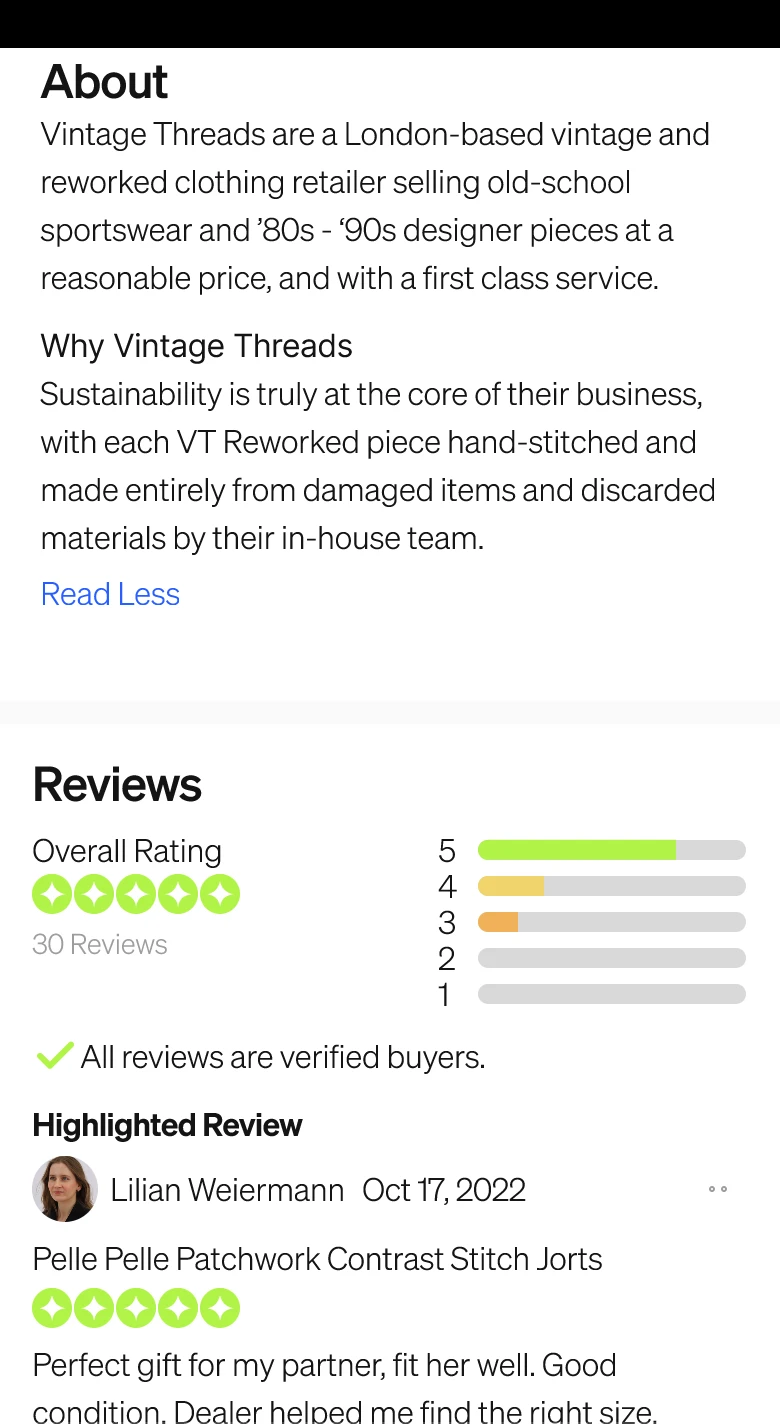 About
Vintage Threads are a London-based vintage and
reworked clothing retailer selling old-school
sportswear and ’80s - ‘90s designer pieces at a
reasonable price, and with a first class service.
Why Vintage Threads
Sustainability is truly at the core of their business,
with each VT Reworked piece hand-stitched and
made entirely from damaged items and discarded
materials by their in-house team.
Read Less
Reviews
Overall Rating
30 Reviews
5
4
3
2
1
All reviews are verified buyers.
Highlighted Review
Lilian Weiermann Oct 17, 2022
Pelle Pelle Patchwork Contrast Stitch Jorts
Perfect gift for my partner, fit her well. Good
condition. Dealer helped me find the right size.